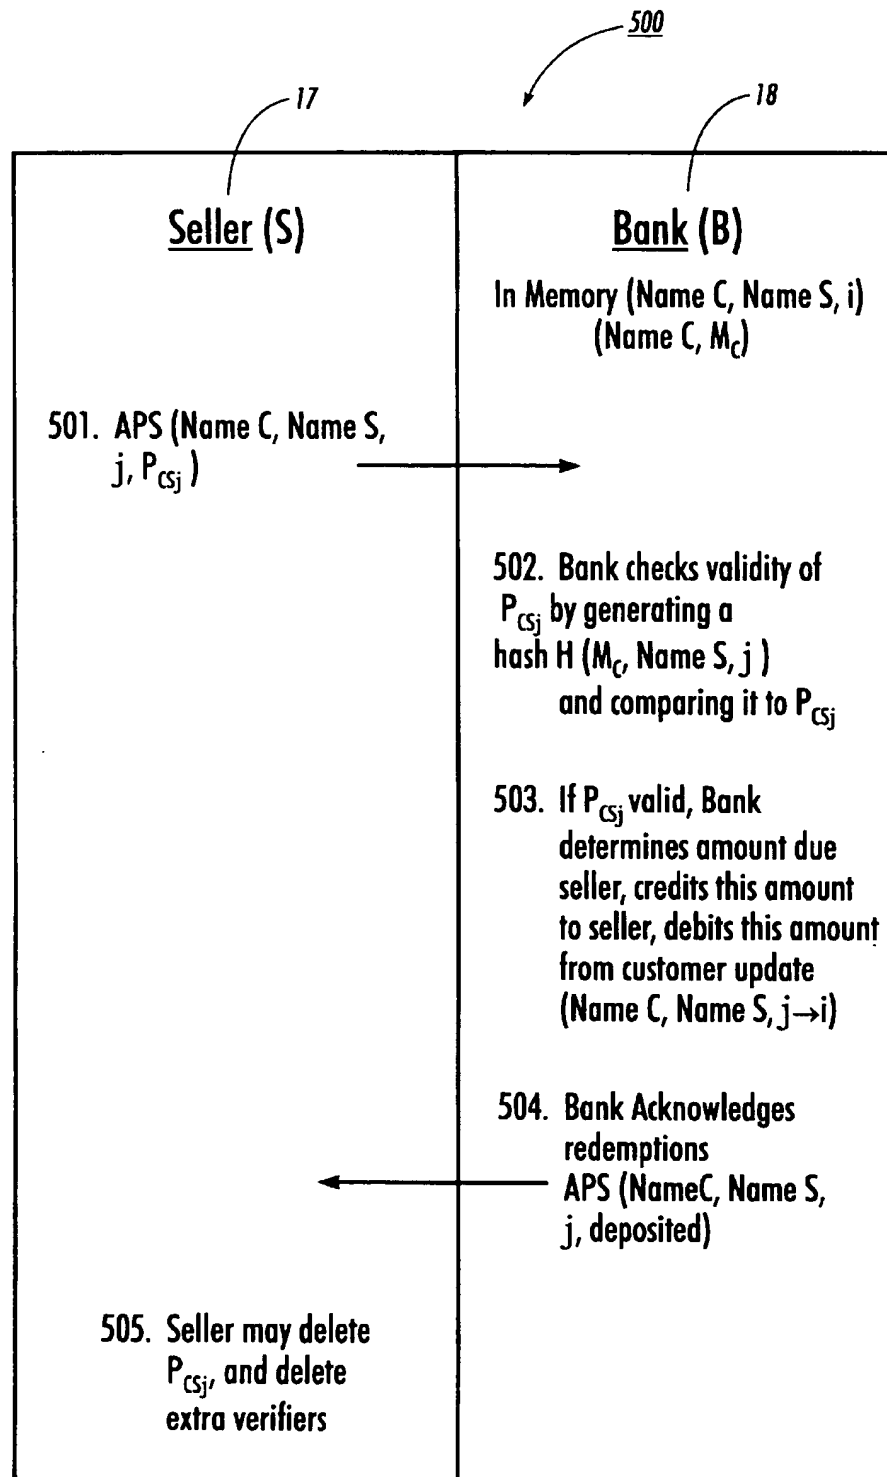 500
17
18
Seller (S)
Bank (B)
In Memory (Name C, Name S, i)
(Name C, M_C)
501. APS (Name C, Name S,
j, P_CSj )
502. Bank checks validity of
P_CSj by generating a
hash H (M_C, Name S, j )
and comparing it to P_CSj
503. If P_CSj valid, Bank
determines amount due
seller, credits this amount
to seller, debits this amount
from customer update
(Name C, Name S, j→i)
504. Bank Acknowledges
redemptions
APS (NameC, Name S,
j, deposited)
505. Seller may delete
P_CSj, and delete
extra verifiers